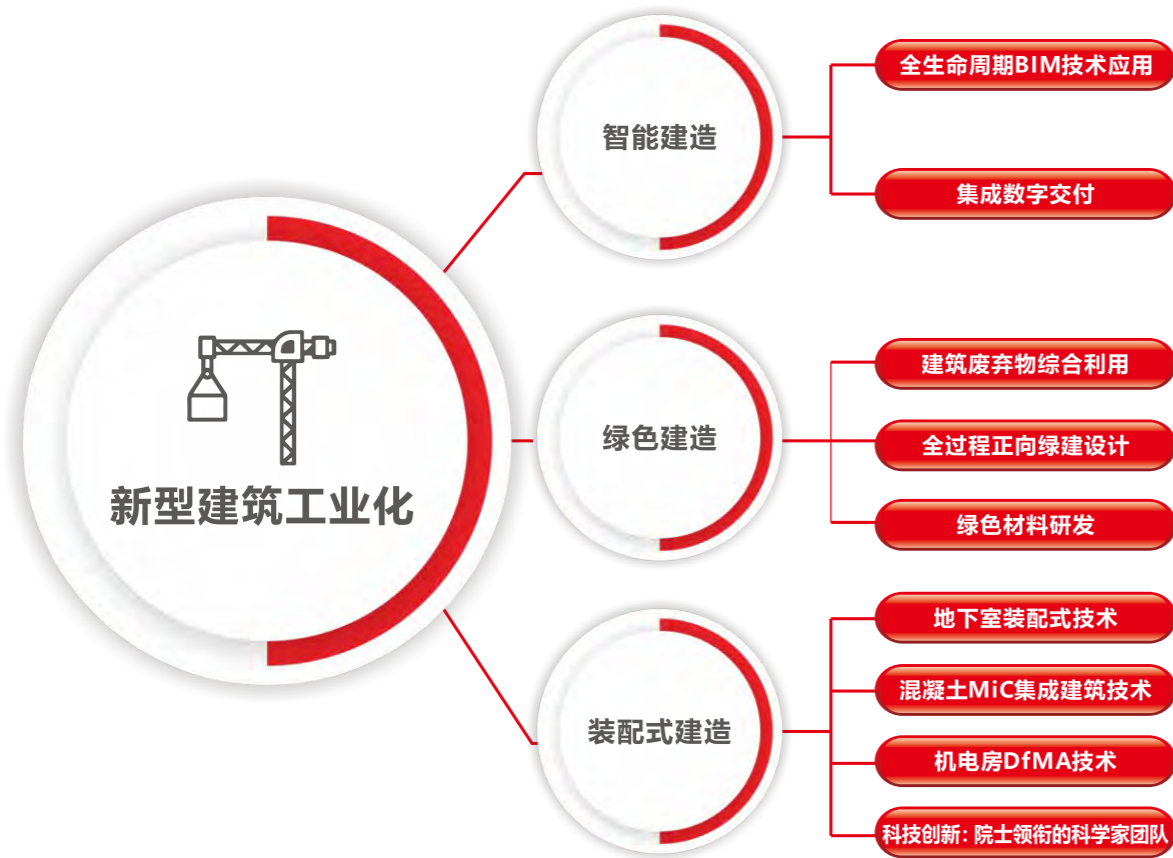 新型建筑工业化
智能建造
全生命周期BIM技术应用
集成数字交付
绿色建造
建筑废弃物综合利用
全过程正向绿建设计
绿色材料研发
装配式建造
地下室装配式技术
混凝土MiC集成建筑技术
机电房DfMA技术
科技创新：院士领衔的科学家团队